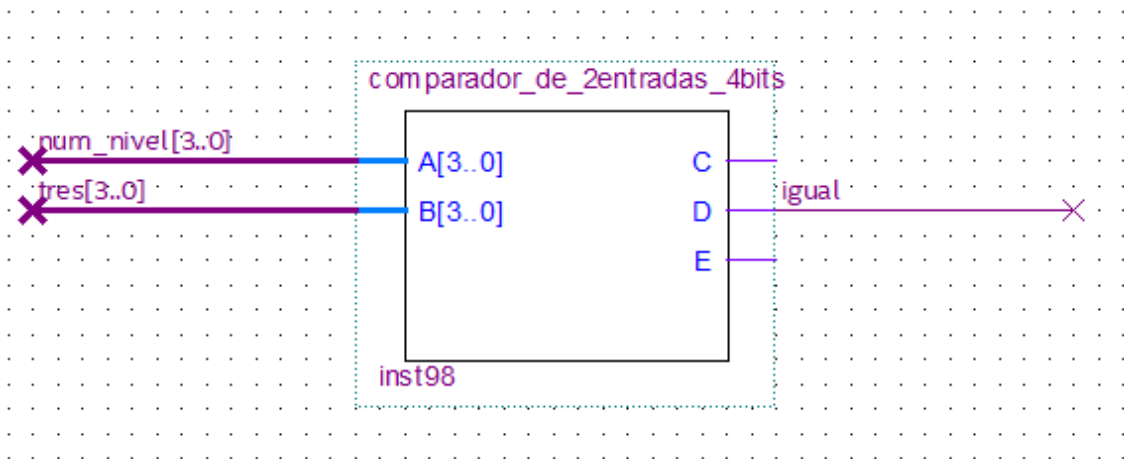 comparador_de_2entradas_4bits
num_nivel[3..0]
A[3..0]
C
tres[3..0]
B[3..0]
D
igual
E
inst98